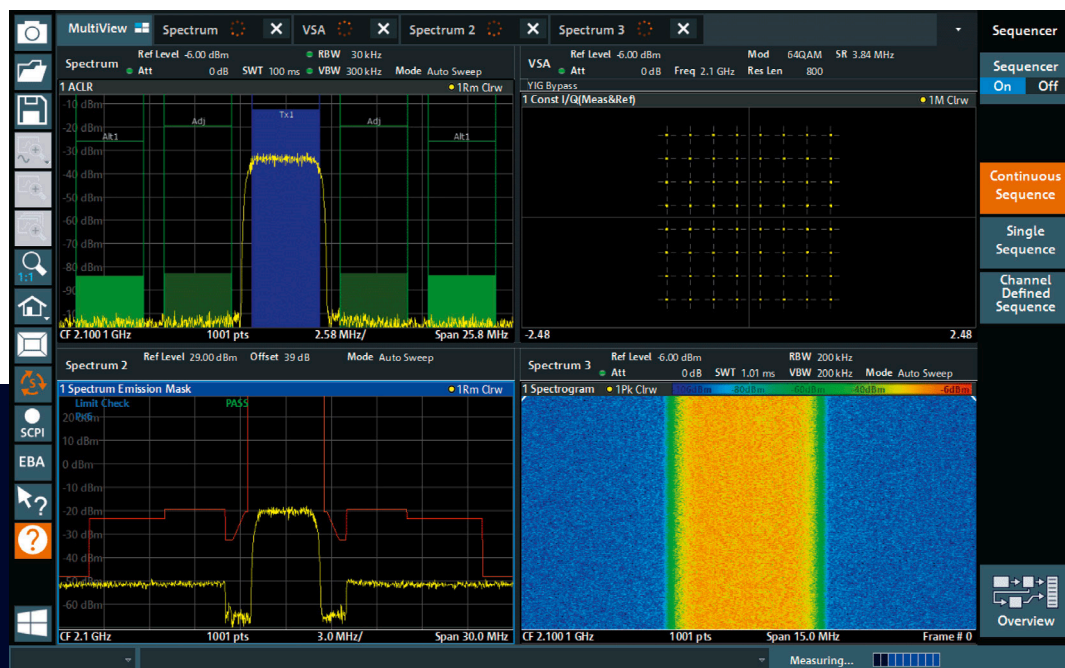 MultiView Spectrum VSA Spectrum 2 Spectrum 3
Sequencer
Sequencer
On Off
Continuous
Sequence
Single
Sequence
Channel
Defined
Sequence
Overview
1:1
SCPI
EBA
Spectrum
Ref Level -6.00 dBm RBW 30 kHz
Att 0 dB SWT 100 ms VBW 300 kHz Mode Auto Sweep
1 ACLR 1Rm Clrw
-10 dBm
-20 dBm
-30 dBm
-40 dBm
-50 dBm
-60 dBm
-70 dBm
-80 dBm
Alt1 Adj Tx1 Adj Alt1
CF 2.100 1 GHz 1001 pts 2.58 MHz/ Span 25.8 MHz
VSA
Ref Level -6.00 dBm Mod 64QAM SR 3.84 MHz
Att 0 dB Freq 2.1 GHz Res Len 800
YIG Bypass
1 Const I/Q(Meas&Ref) 1M Clrw
-2.48 2.48
Spectrum 2
Ref Level 29.00 dBm Offset 39 dB Mode Auto Sweep
1 Spectrum Emission Mask 1Rm Clrw
Limit Check PASS
10 dBm
0 dBm
-10 dBm
-20 dBm
-30 dBm
-40 dBm
-60 dBm
CF 2.1 GHz 1001 pts 3.0 MHz/ Span 30.0 MHz
Spectrum 3
Ref Level -6.00 dBm RBW 200 kHz
Att 0 dB SWT 1.01 ms VBW 200 kHz Mode Auto Sweep
1 Spectrogram 1Pk Clrw
-80dBm -60dBm -40dBm -6dBm
CF 2.100 1 GHz 1001 pts Span 15.0 MHz Frame # 0
Measuring...